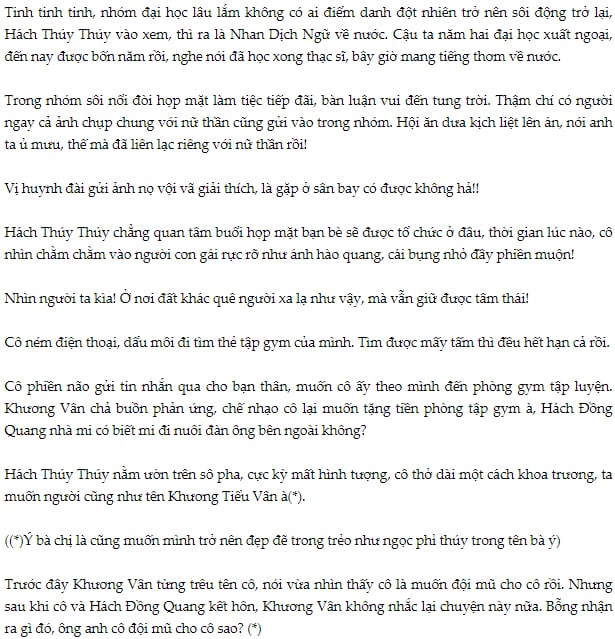 Tinh tinh tinh, nhóm đại học lâu lắm không có ai điểm danh đột nhiên trở nên sôi động trở lại,
Hách Thúy Thúy vào xem, thì ra là Nhan Dịch Ngữ về nước. Cậu ta năm hai đại học xuất ngoại,
đến nay được bốn năm rồi, nghe nói đã học xong thạc sĩ, bây giờ mang tiếng thơm về nước.
Trong nhóm sôi nổi đòi họp mặt làm tiệc tiếp đãi, bàn luận vui đến tung trời. Thậm chí có người
ngay cả ảnh chụp chung với nữ thần cũng gửi vào trong nhóm. Hội ăn dưa kịch liệt lên án, nói anh
ta ủ mưu, thế mà đã liên lạc riêng với nữ thần rồi!
Vị huynh đài gửi ảnh nọ vội vã giải thích, là gặp ở sân bay có được không hả!!
Hách Thúy Thúy chẳng quan tâm buổi họp mặt bạn bè sẽ được tổ chức ở đâu, thời gian lúc nào, cô
nhìn chằm chằm vào người con gái rực rỡ như ánh hào quang, cái bụng nhỏ đầy phiền muộn!
Nhìn người ta kìa! Ở nơi đất khác quê người xa lạ như vậy, mà vẫn giữ được tâm thái!
Cô ném điện thoại, dẩu môi đi tìm thẻ tập gym của mình. Tìm được mấy tấm thì đều hết hạn cả rồi.
Cô phiền não gửi tin nhắn qua cho bạn thân, muốn cô ấy theo mình đến phòng gym tập luyện.
Khương Vân chả buồn phản ứng, chế nhạo cô lại muốn tặng tiền phòng tập gym à, Hách Đồng
Quang nhà mi có biết mi đi nuôi đàn ông bên ngoài không?
Hách Thúy Thúy nằm ườn trên sô pha, cực kỳ mất hình tượng, cô thở dài một cách khoa trương, ta
muốn người cũng như tên Khương Tiểu Vân à(*).
((*)Ý bà chị là cũng muốn mình trở nên đẹp đẽ trong trẻo như ngọc phỉ thúy trong tên bà ý)
Trước đây Khương Vân từng trêu tên cô, nói vừa nhìn thấy cô là muốn đội mũ cho cô rồi. Nhưng
sau khi cô và Hách Đồng Quang kết hôn, Khương Vân không nhắc lại chuyện này nữa. Bỗng nhận
ra gì đó, ông anh cô đội mũ cho cô sao? (*)